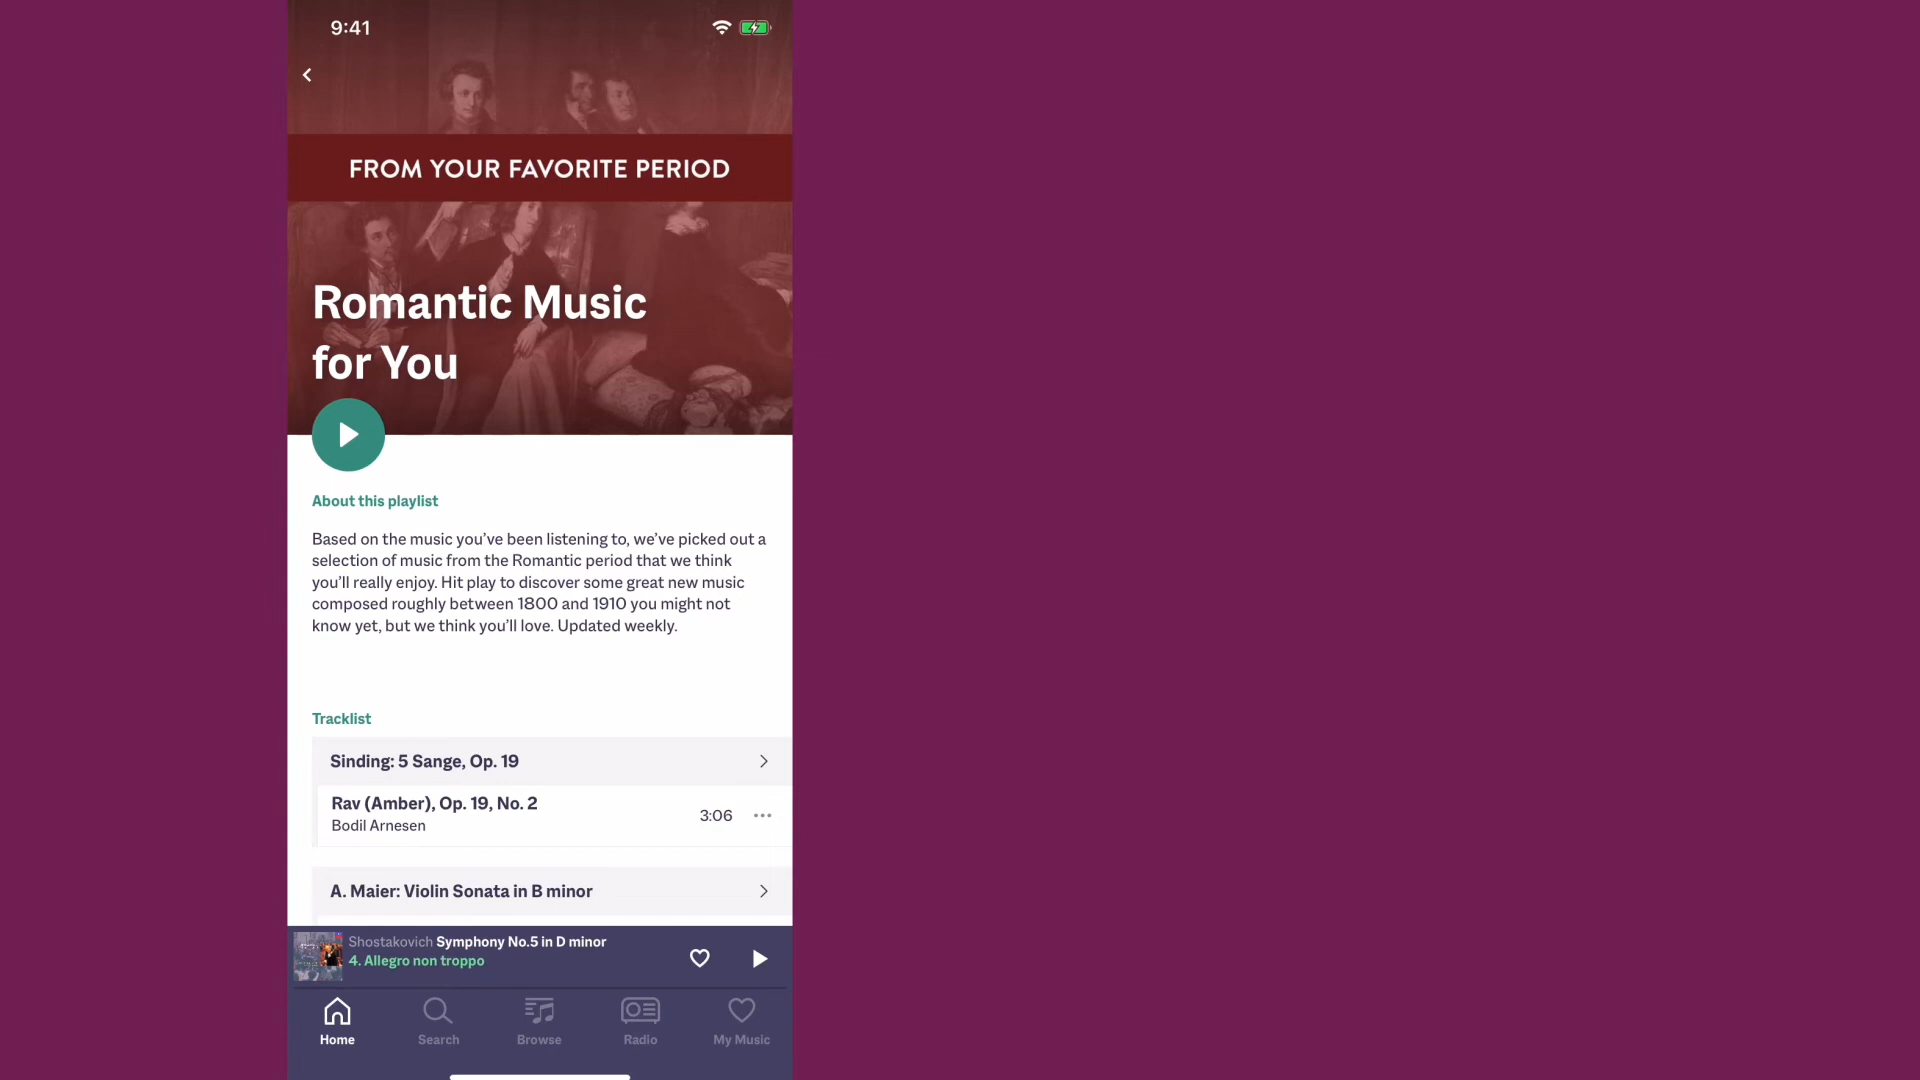 9:41
FROM YOUR FAVORITE PERIOD
Romantic Music
for You
About this playlist
Based on the music you’ve been listening to, we’ve picked out a
selection of music from the Romantic period that we think
you’ll really enjoy. Hit play to discover some great new music
composed roughly between 1800 and 1910 you might not
know yet, but we think you’ll love. Updated weekly.
Tracklist
Sinding: 5 Sange, Op. 19
Rav (Amber), Op. 19, No. 2
Bodil Arnesen
3:06
A. Maier: Violin Sonata in B minor
Shostakovich Symphony No.5 in D minor
4. Allegro non troppo
Home Search Browse Radio My Music